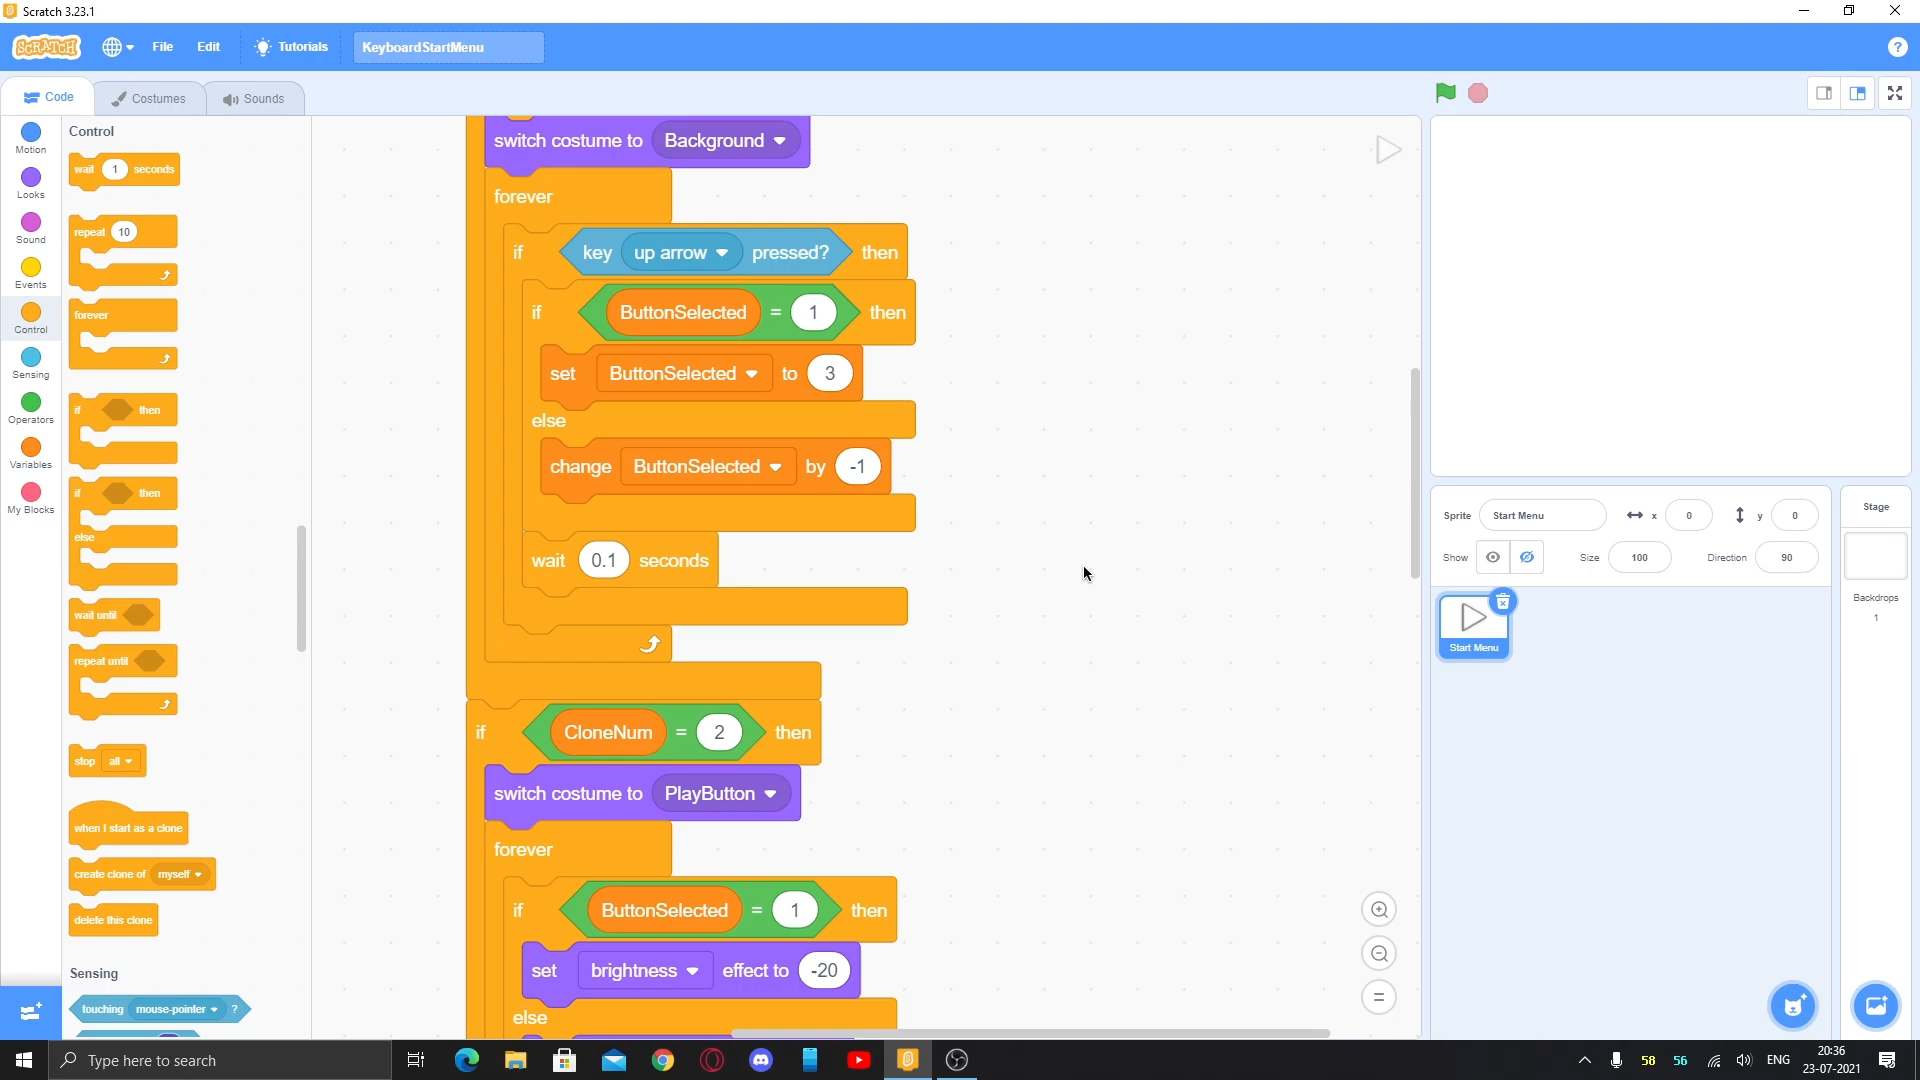 Scratch 3.23.1
SCRATCH
File
Edit
Tutorials
KeyboardStartMenu
Code
Costumes
Sounds
Motion
Looks
Sound
Events
Control
Sensing
Operators
Variables
My Blocks
Control
wait 1 seconds
repeat 10
forever
if then
if then
else
wait until
repeat until
stop all
when I start as a clone
create clone of myself
delete this clone
Sensing
touching mouse-pointer ?
switch costume to Background
forever
if key up arrow pressed? then
if ButtonSelected = 1 then
set ButtonSelected to 3
else
change ButtonSelected by -1
wait 0.1 seconds
if CloneNum = 2 then
switch costume to PlayButton
forever
if ButtonSelected = 1 then
set brightness effect to -20
else
Sprite Start Menu x 0 y 0
Show Size 100 Direction 90
Start Menu
Stage
Backdrops
1
Type here to search
58 56 ENG
20:36
23-07-2021